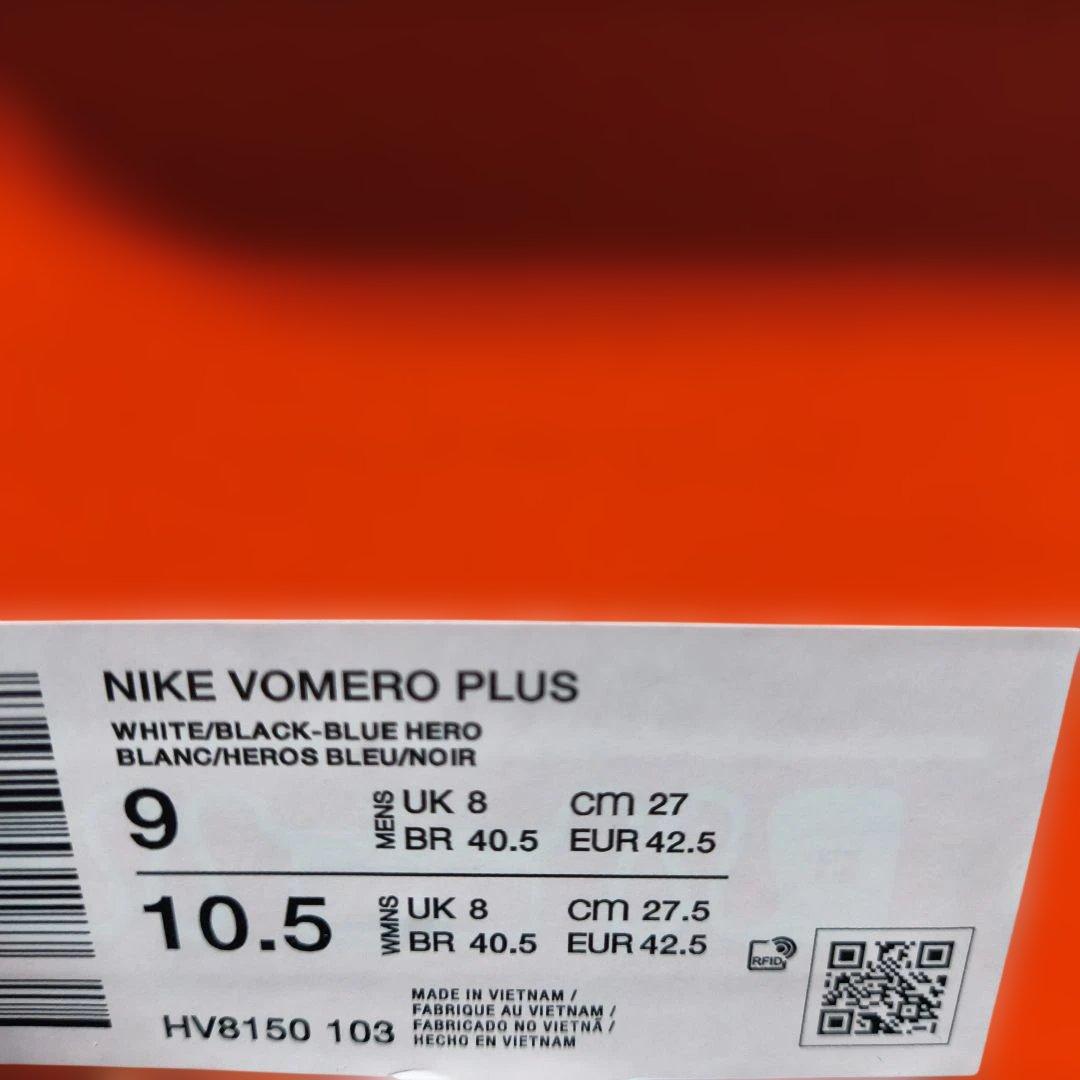 NIKE VOMERO PLUS
WHITE/BLACK-BLUE HERO
BLANC/HEROS BLEU/NOIR
9 MENS UK 8 cm 27
BR 40.5 EUR 42.5
10.5 WMNS UK 8 cm 27.5
BR 40.5 EUR 42.5
RFID
HV8150 103
MADE IN VIETNAM /
FABRIQUE AU VIETNAM /
FABRICADO NO VIETNÃ /
HECHO EN VIETNAM